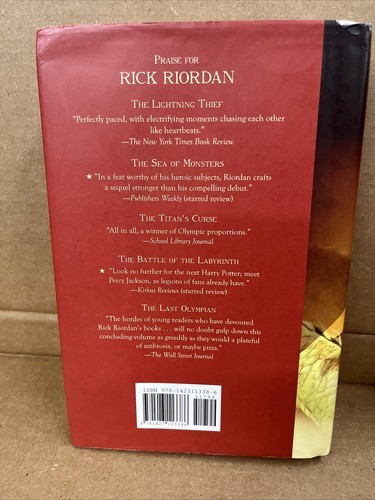 PRAISE FOR
RICK RIORDAN
THE LIGHTNING THIEF
"Perfectly paced, with electrifying moments chasing each other
like heartbeats."
—The New York Times Book Review
THE SEA OF MONSTERS
★ "In a feat worthy of his heroic subjects, Riordan crafts
a sequel stronger than his compelling debut."
—Publishers Weekly (starred review)
THE TITAN'S CURSE
"All in all, a winner of Olympic proportions."
—School Library Journal
THE BATTLE OF THE LABYRINTH
★ "Look no further for the next Harry Potter; meet
Percy Jackson, as legions of fans already have."
—Kirkus Reviews (starred review)
THE LAST OLYMPIAN
"The hordes of young readers who have devoured
Rick Riordan's books . . . will no doubt gulp down this
concluding volume as greedily as they would a plateful
of ambrosia, or maybe pizza."
—The Wall Street Journal
ISBN 978-142311338-6
51799